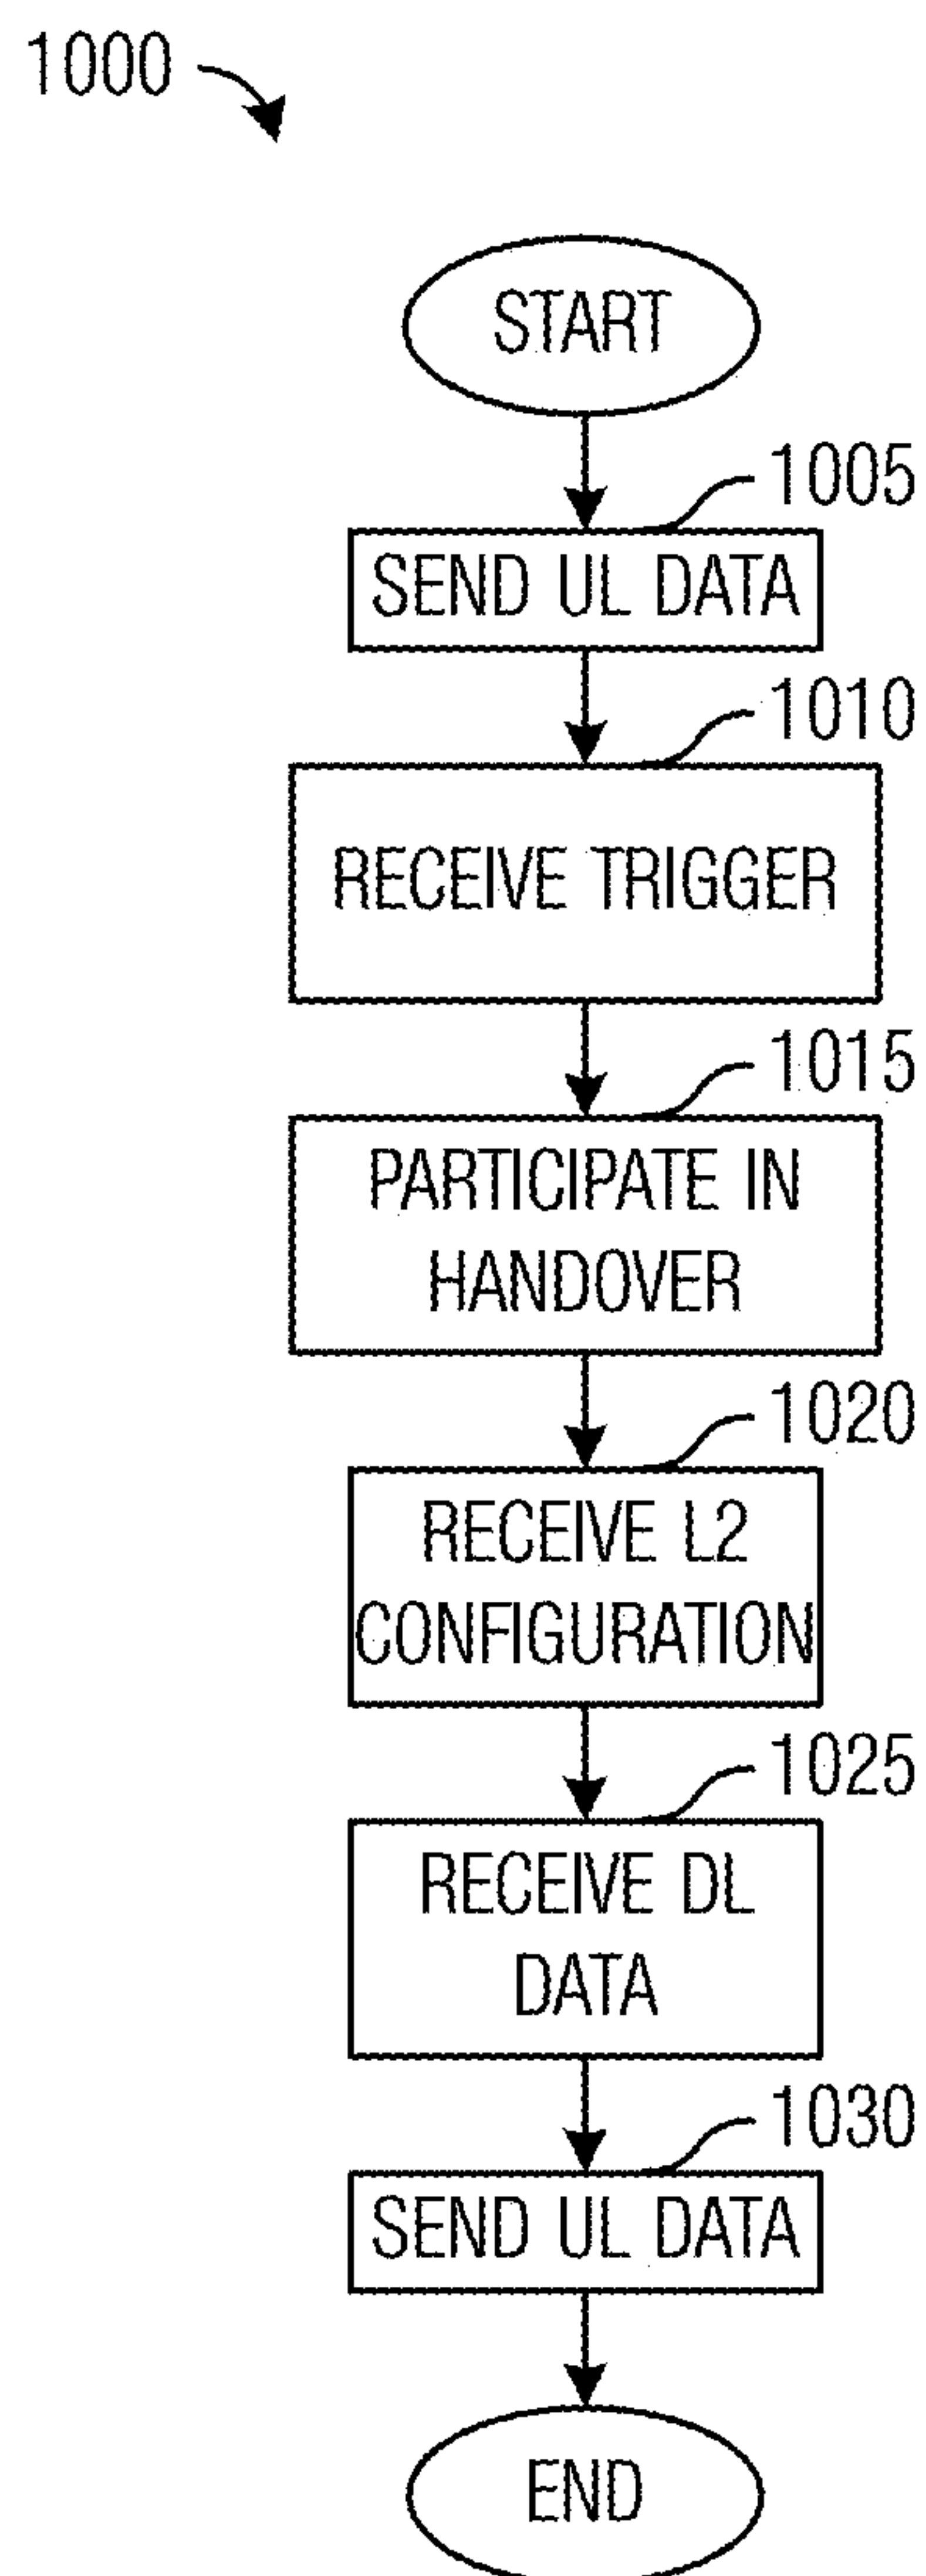 1000
START
1005
SEND UL DATA
1010
RECEIVE TRIGGER
1015
PARTICIPATE IN
HANDOVER
1020
RECEIVE L2
CONFIGURATION
1025
RECEIVE DL
DATA
1030
SEND UL DATA
END